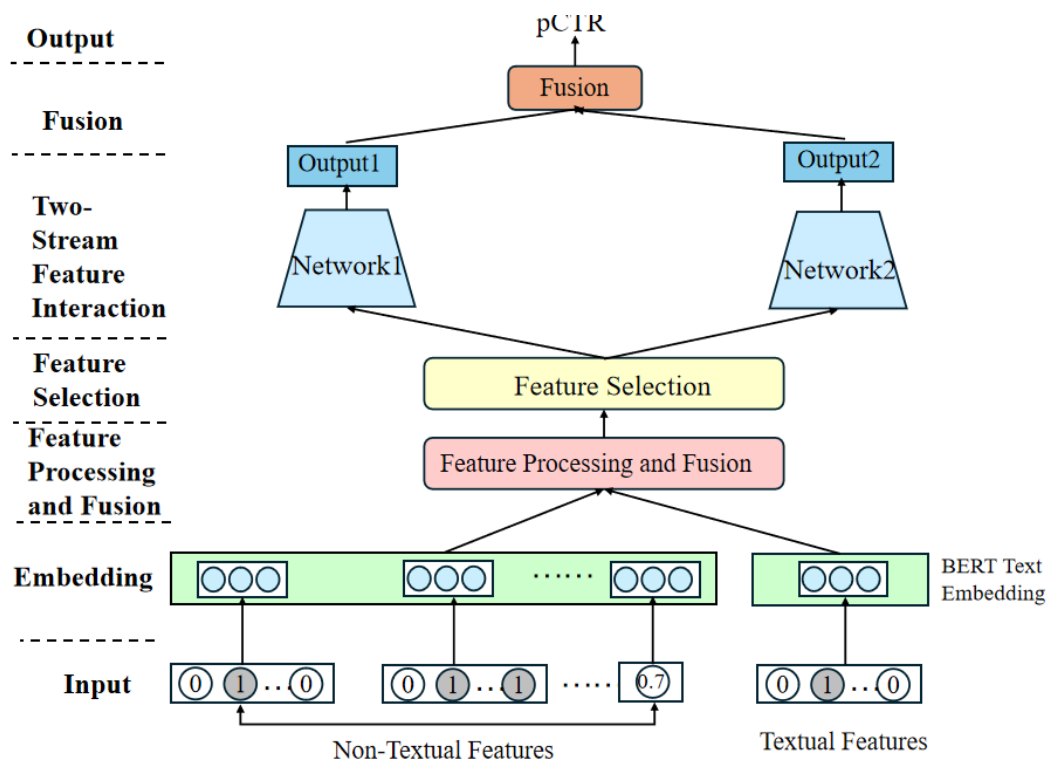 pCTR
Output
Fusion
Fusion
Output1
Output2
Two-
Stream
Feature
Interaction
Network1
Network2
Feature
Selection
Feature Selection
Feature
Processing
and Fusion
Feature Processing and Fusion
Embedding
......
BERT Text
Embedding
Input
0 1 ... 0
0 1 ... 1
......
0.7
0 1 ... 0
Non-Textual Features
Textual Features